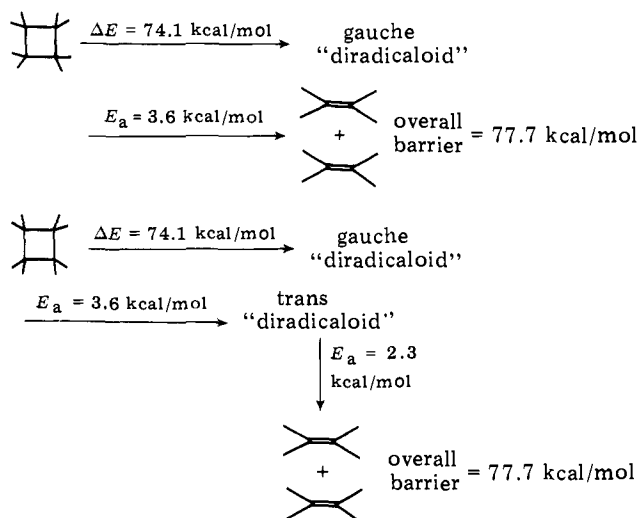 ΔE = 74.1 kcal/mol
gauche
“diradicaloid”
E_a = 3.6 kcal/mol
+
overall
barrier = 77.7 kcal/mol
ΔE = 74.1 kcal/mol
gauche
“diradicaloid”
E_a = 3.6 kcal/mol
trans
“diradicaloid”
E_a = 2.3
kcal/mol
+
overall
barrier = 77.7 kcal/mol